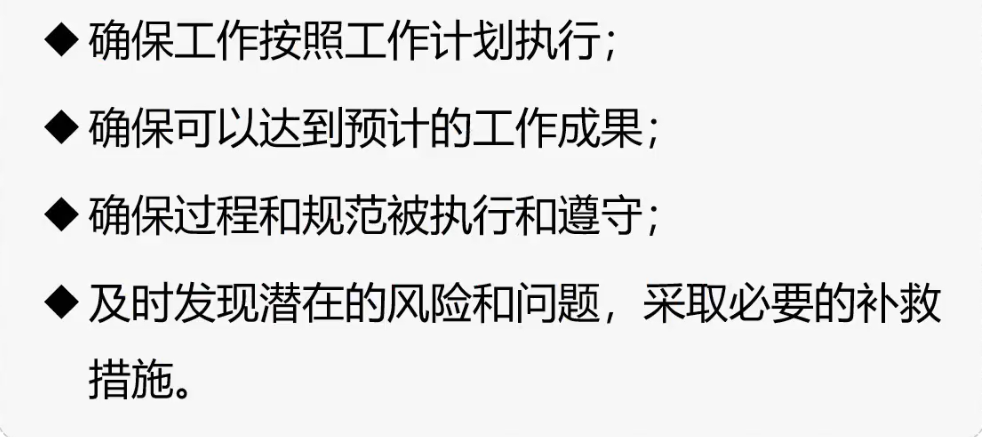 ◆ 确保工作按照工作计划执行；
◆ 确保可以达到预计的工作成果；
◆ 确保过程和规范被执行和遵守；
◆ 及时发现潜在的风险和问题，采取必要的补救
措施。